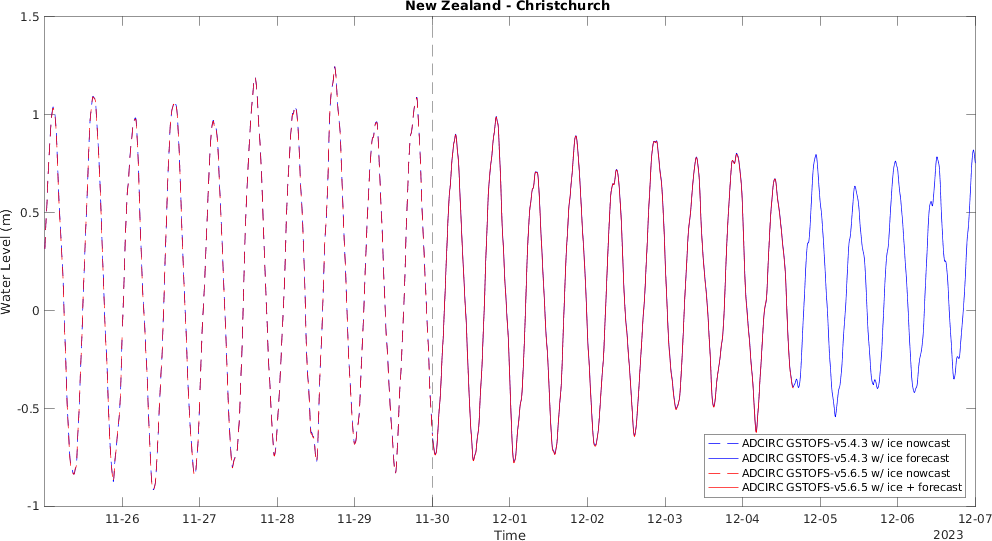 New Zealand - Christchurch
1.5
1
0.5
0
-0.5
-1
Water Level (m)
11-26 11-27 11-28 11-29 11-30 12-01 12-02 12-03 12-04 12-05 12-06 12-07
Time
2023
ADCIRC GSTOFS-v5.4.3 w/ ice nowcast
ADCIRC GSTOFS-v5.4.3 w/ ice forecast
ADCIRC GSTOFS-v5.6.5 w/ ice nowcast
ADCIRC GSTOFS-v5.6.5 w/ ice + forecast